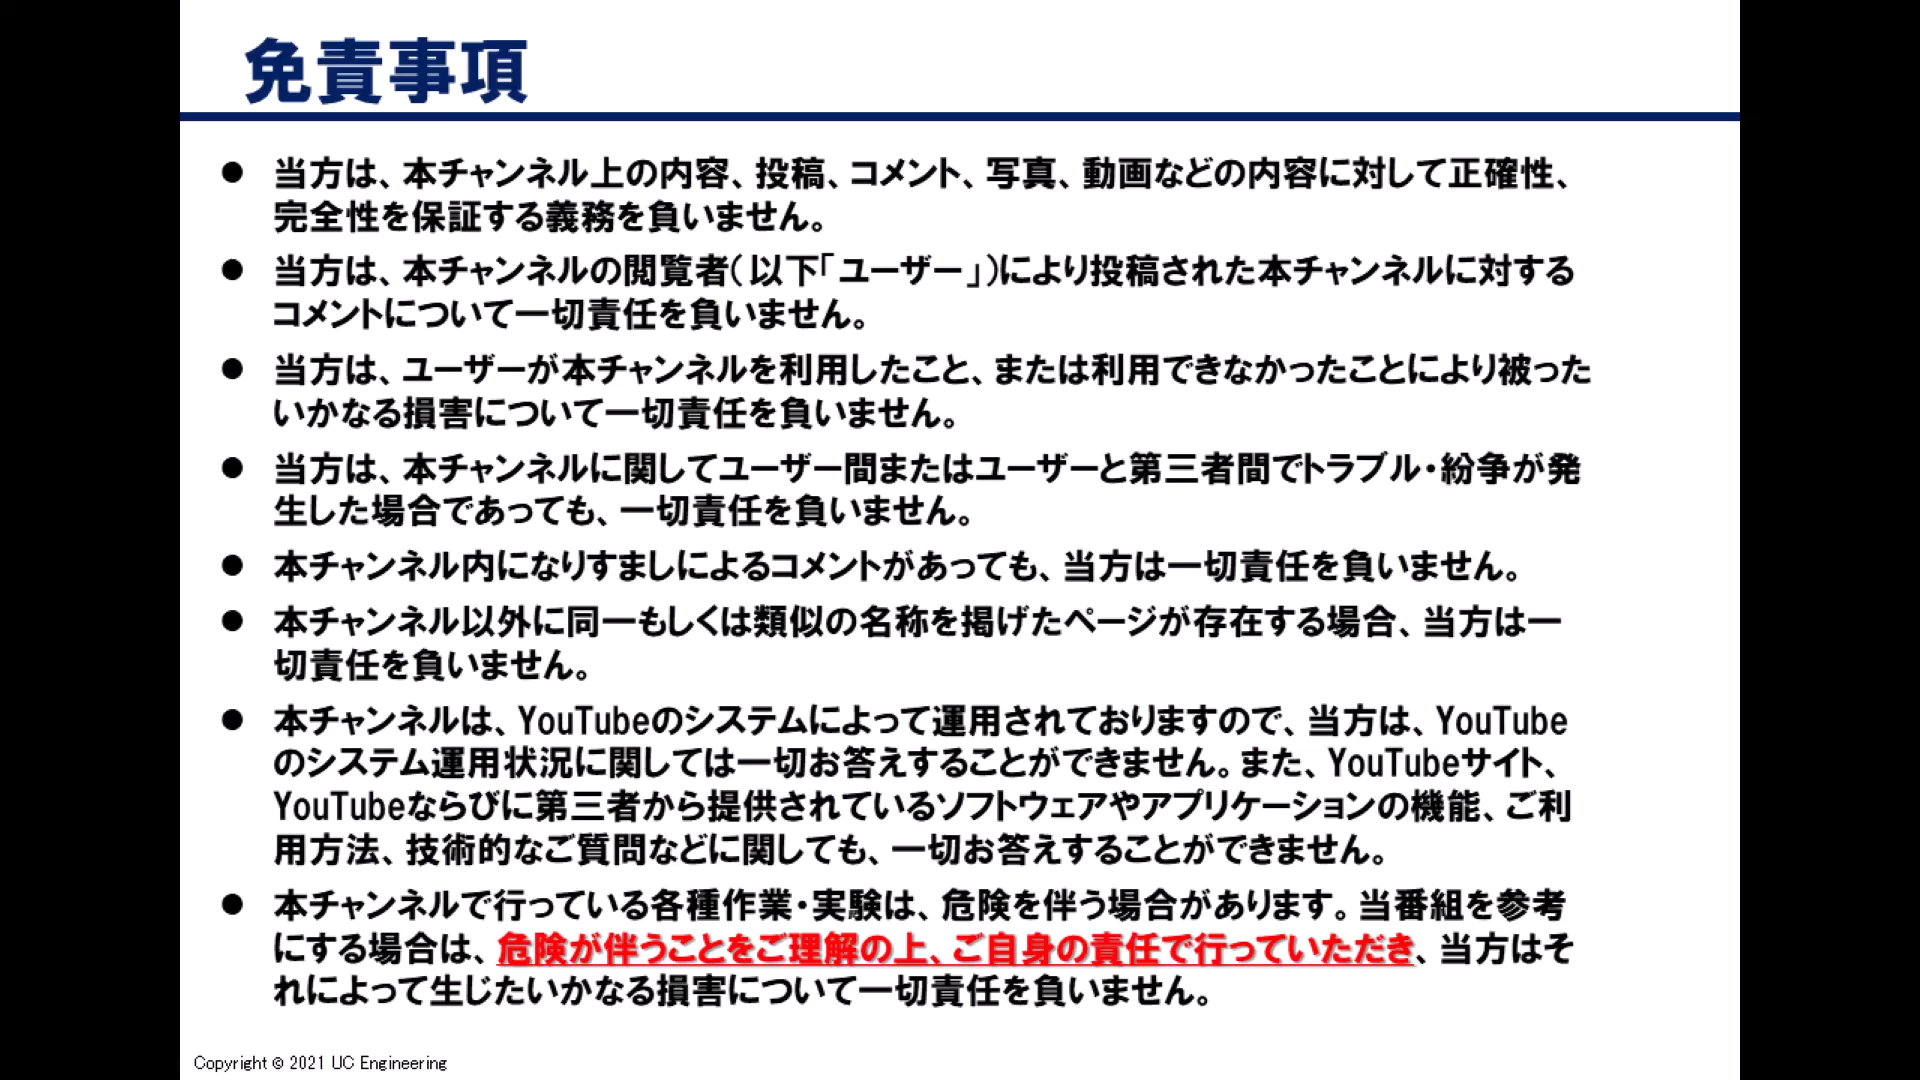 免責事項
● 当方は、本チャンネル上の内容、投稿、コメント、写真、動画などの内容に対して正確性、
完全性を保証する義務を負いません。
● 当方は、本チャンネルの閲覧者(以下「ユーザー」)により投稿された本チャンネルに対する
コメントについて一切責任を負いません。
● 当方は、ユーザーが本チャンネルを利用したこと、または利用できなかったことにより被った
いかなる損害について一切責任を負いません。
● 当方は、本チャンネルに関してユーザー間またはユーザーと第三者間でトラブル・紛争が発
生した場合であっても、一切責任を負いません。
● 本チャンネル内になりすましによるコメントがあっても、当方は一切責任を負いません。
● 本チャンネル以外に同一もしくは類似の名称を掲げたページが存在する場合、当方は一
切責任を負いません。
● 本チャンネルは、YouTubeのシステムによって運用されておりますので、当方は、YouTube
のシステム運用状況に関しては一切お答えすることができません。また、YouTubeサイト、
YouTubeならびに第三者から提供されているソフトウェアやアプリケーションの機能、ご利
用方法、技術的なご質問などに関しても、一切お答えすることができません。
● 本チャンネルで行っている各種作業・実験は、危険を伴う場合があります。当番組を参考
にする場合は、危険が伴うことをご理解の上、ご自身の責任で行っていただき、当方はそ
れによって生じたいかなる損害について一切責任を負いません。
Copyright © 2021 UC Engineering